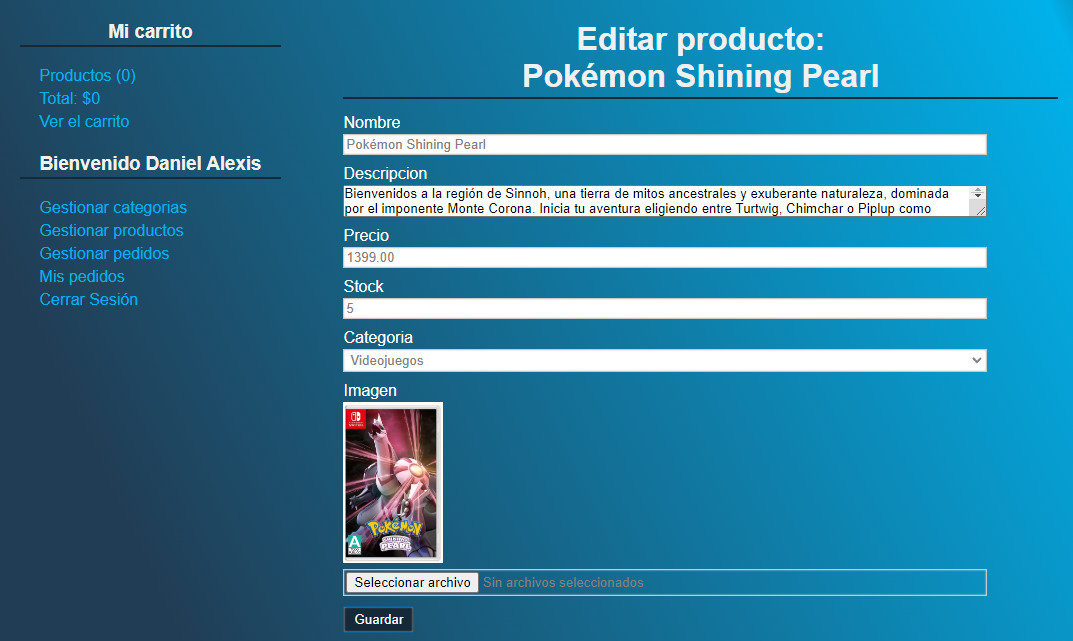 Mi carrito
Productos (0)
Total: $0
Ver el carrito
Bienvenido Daniel Alexis
Gestionar categorias
Gestionar productos
Gestionar pedidos
Mis pedidos
Cerrar Sesión
Editar producto:
Pokémon Shining Pearl
Nombre
Pokémon Shining Pearl
Descripcion
Bienvenidos a la región de Sinnoh, una tierra de mitos ancestrales y exuberante naturaleza, dominada
por el imponente Monte Corona. Inicia tu aventura eligiendo entre Turtwig, Chimchar o Piplup como
Precio
1399.00
Stock
5
Categoria
Videojuegos
Imagen
POKéMON
SHINING
PEARL
A
Seleccionar archivo Sin archivos seleccionados
Guardar